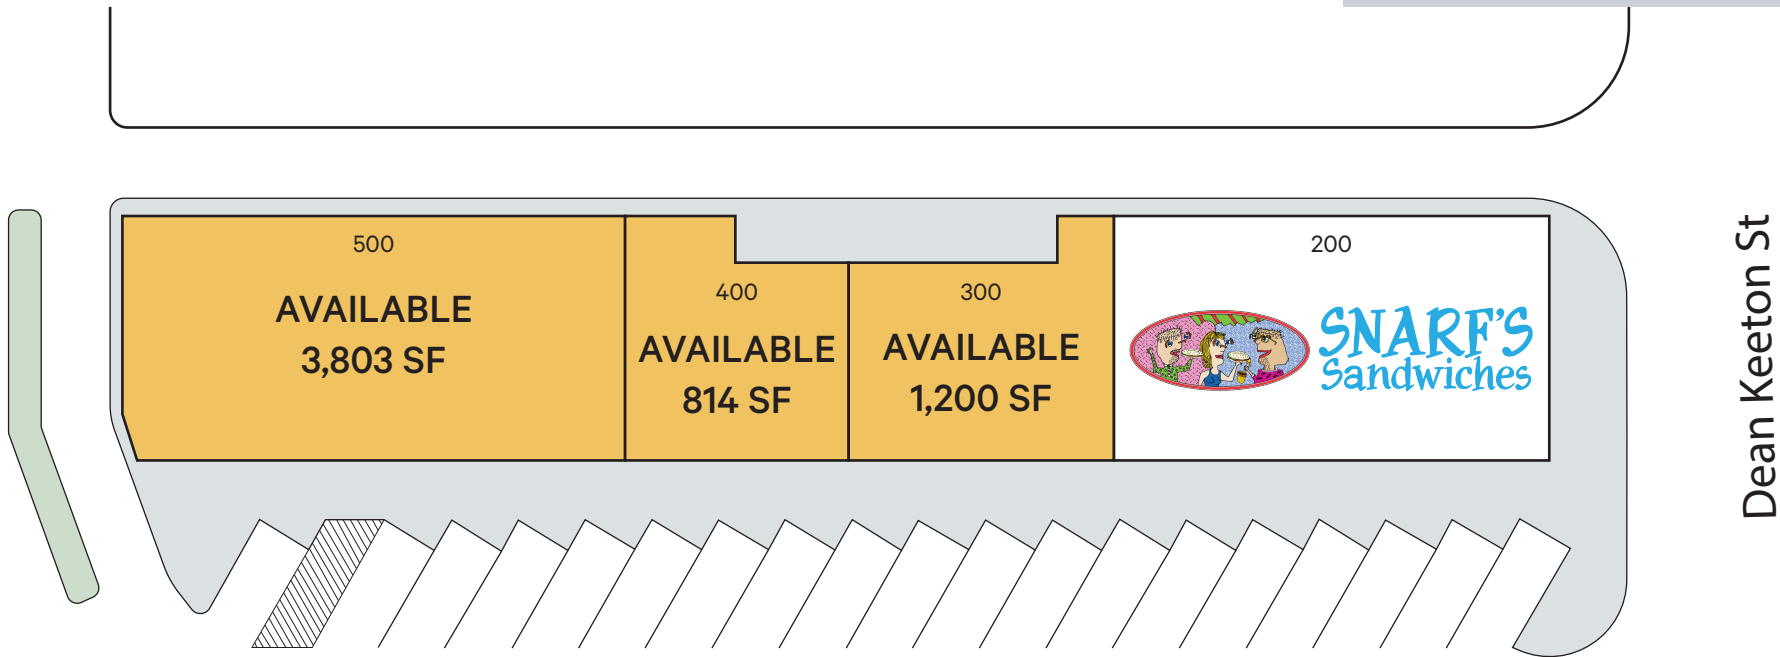 500
AVAILABLE
3,803 SF
400
AVAILABLE
814 SF
300
AVAILABLE
1,200 SF
200
SNARF'S
Sandwiches
Dean Keeton St